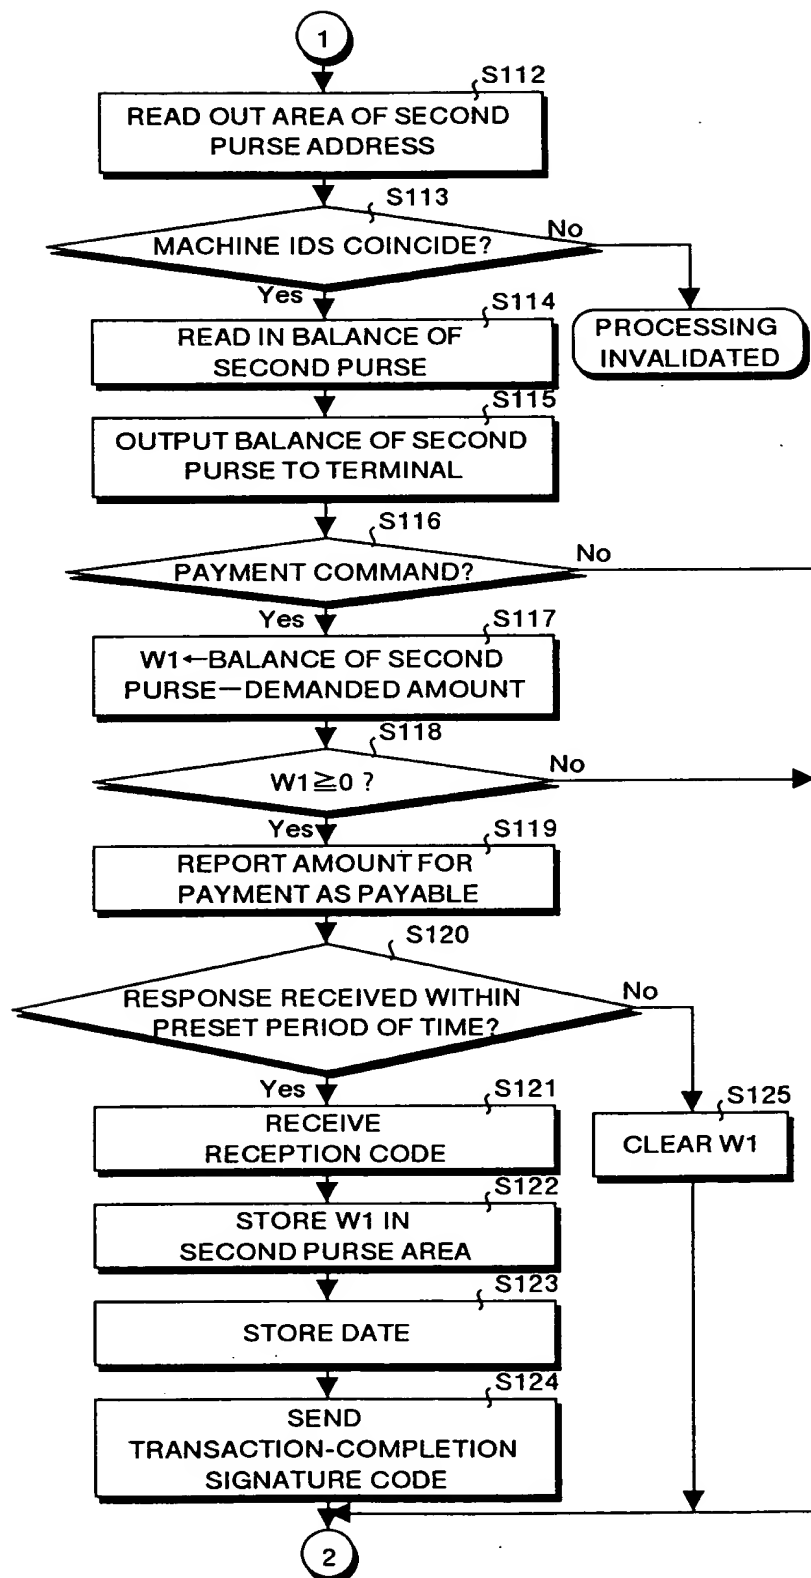 1
S112
READ OUT AREA OF SECOND
PURSE ADDRESS
S113
MACHINE IDS COINCIDE?
No
Yes
S114
READ IN BALANCE OF
SECOND PURSE
PROCESSING
INVALIDATED
S115
OUTPUT BALANCE OF SECOND
PURSE TO TERMINAL
S116
PAYMENT COMMAND?
No
Yes
S117
W1←BALANCE OF SECOND
PURSE—DEMANDED AMOUNT
S118
W1≧0 ?
No
Yes
S119
REPORT AMOUNT FOR
PAYMENT AS PAYABLE
S120
RESPONSE RECEIVED WITHIN
PRESET PERIOD OF TIME?
No
Yes
S121
RECEIVE
RECEPTION CODE
S125
CLEAR W1
S122
STORE W1 IN
SECOND PURSE AREA
S123
STORE DATE
S124
SEND
TRANSACTION-COMPLETION
SIGNATURE CODE
2